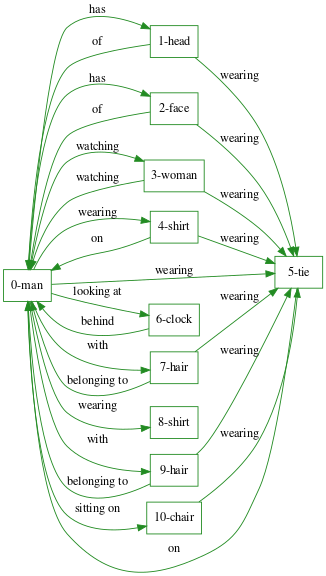 has
1-head
of
wearing
has
2-face
of
wearing
watching
3-woman
watching
wearing
wearing
4-shirt
on
wearing
0-man
wearing
5-tie
looking at
6-clock
behind
wearing
with
7-hair
belonging to
wearing
wearing
8-shirt
with
9-hair
belonging to
wearing
sitting on
10-chair
on